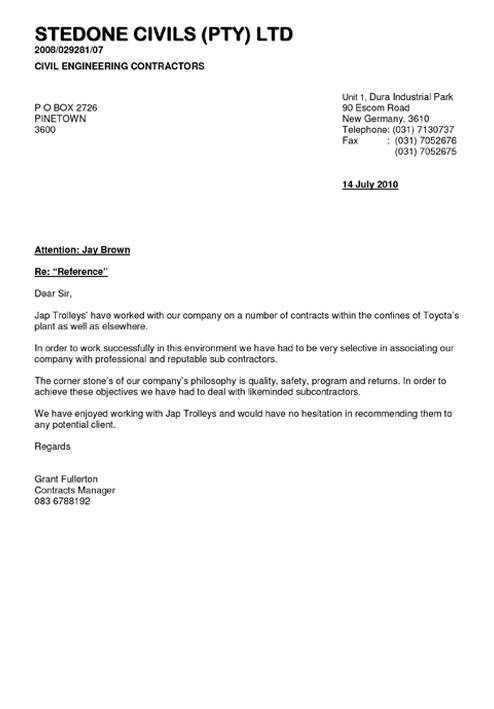 STEDONE CIVILS (PTY) LTD
2008/029281/07
CIVIL ENGINEERING CONTRACTORS
P O BOX 2726
PINETOWN
3600
Unit 1, Dura Industrial Park
90 Escom Road
New Germany. 3610
Telephone: (031) 7130737
Fax : (031) 7052676
(031) 7052675
14 July 2010
Attention: Jay Brown
Re: “Reference”
Dear Sir,
Jap Trolleys’ have worked with our company on a number of contracts within the confines of Toyota’s
plant as well as elsewhere.
In order to work successfully in this environment we have had to be very selective in associating our
company with professional and reputable sub contractors.
The corner stone’s of our company’s philosophy is quality, safety, program and returns. In order to
achieve these objectives we have had to deal with likeminded subcontractors.
We have enjoyed working with Jap Trolleys and would have no hesitation in recommending them to
any potential client.
Regards
Grant Fullerton
Contracts Manager
083 6788192